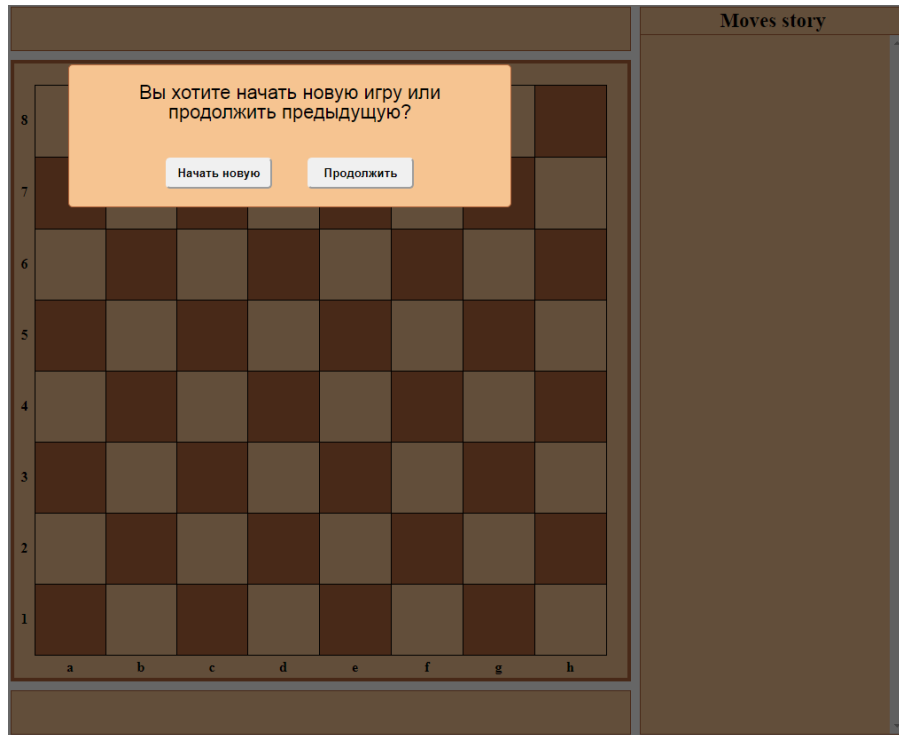 Moves story
Вы хотите начать новую игру или
продолжить предыдущую?
Начать новую
Продолжить
8
7
6
5
4
3
2
1
a b c d e f g h